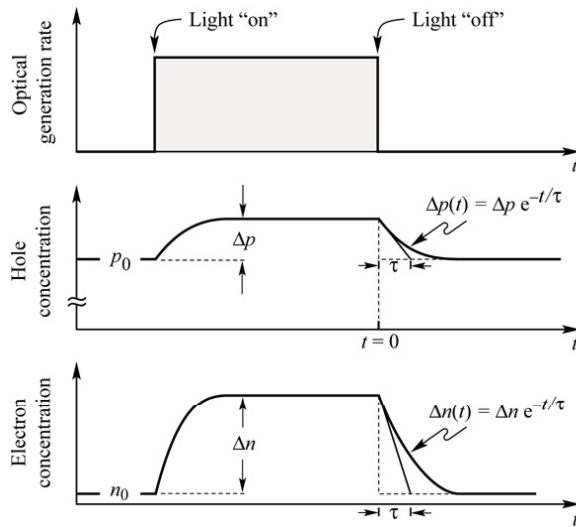 Light “on”
Light “off”
Optical
generation rate
t
Δp(t) = Δp e–t/τ
Δp
Hole
concentration
p0
τ
t = 0
t
Δn(t) = Δn e–t/τ
Δn
Electron
concentration
n0
τ
t